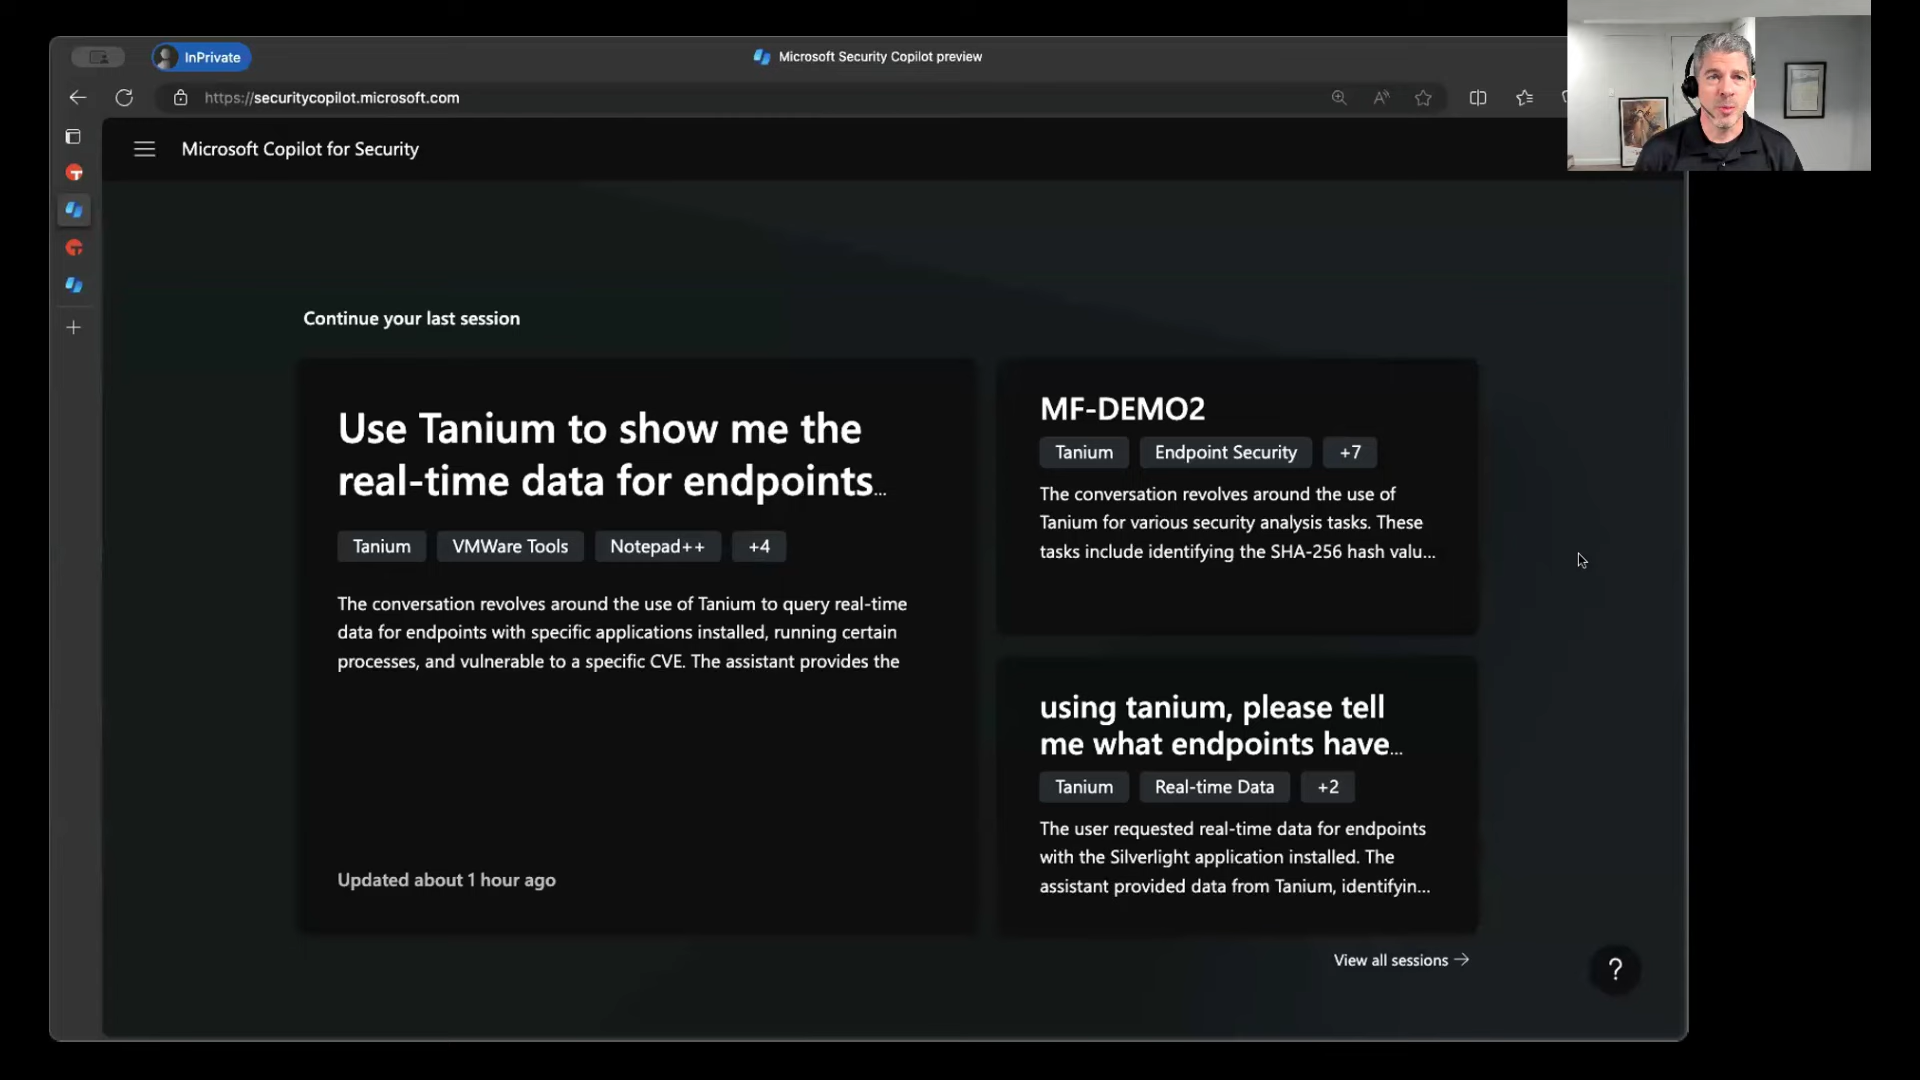 InPrivate
Microsoft Security Copilot preview
https://securitycopilot.microsoft.com
Microsoft Copilot for Security
Continue your last session
Use Tanium to show me the
real-time data for endpoints...
Tanium
VMWare Tools
Notepad++
+4
The conversation revolves around the use of Tanium to query real-time
data for endpoints with specific applications installed, running certain
processes, and vulnerable to a specific CVE. The assistant provides the
Updated about 1 hour ago
MF-DEMO2
Tanium
Endpoint Security
+7
The conversation revolves around the use of
Tanium for various security analysis tasks. These
tasks include identifying the SHA-256 hash valu...
using tanium, please tell
me what endpoints have...
Tanium
Real-time Data
+2
The user requested real-time data for endpoints
with the Silverlight application installed. The
assistant provided data from Tanium, identifyin...
View all sessions →
?